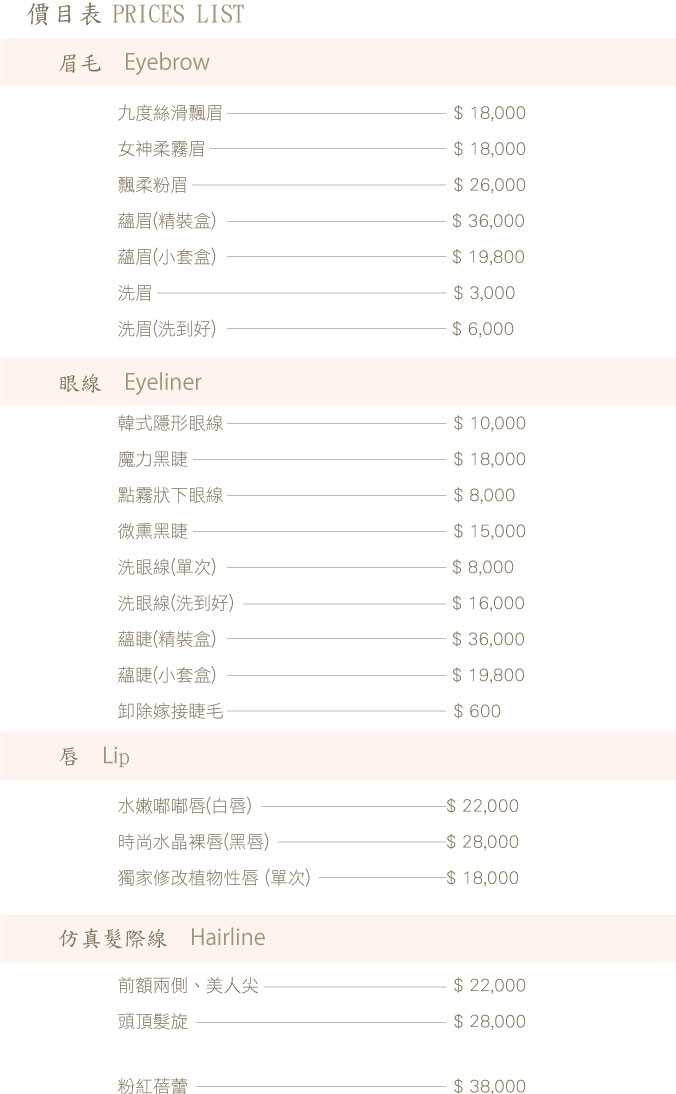 價目表 PRICES LIST
眉毛 Eyebrow
九度絲滑飄眉 $ 18,000
女神柔霧眉 $ 18,000
飄柔粉眉 $ 26,000
蘊眉(精裝盒) $ 36,000
蘊眉(小套盒) $ 19,800
洗眉 $ 3,000
洗眉(洗到好) $ 6,000
眼線 Eyeliner
韓式隱形眼線 $ 10,000
魔力黑睫 $ 18,000
點霧狀下眼線 $ 8,000
微熏黑睫 $ 15,000
洗眼線(單次) $ 8,000
洗眼線(洗到好) $ 16,000
蘊睫(精裝盒) $ 36,000
蘊睫(小套盒) $ 19,800
卸除嫁接睫毛 $ 600
唇 Lip
水嫩嘟嘟唇(白唇) $ 22,000
時尚水晶裸唇(黑唇) $ 28,000
獨家修改植物性唇 (單次) $ 18,000
仿真髮際線 Hairline
前額兩側、美人尖 $ 22,000
頭頂髮旋 $ 28,000
粉紅蓓蕾 $ 38,000